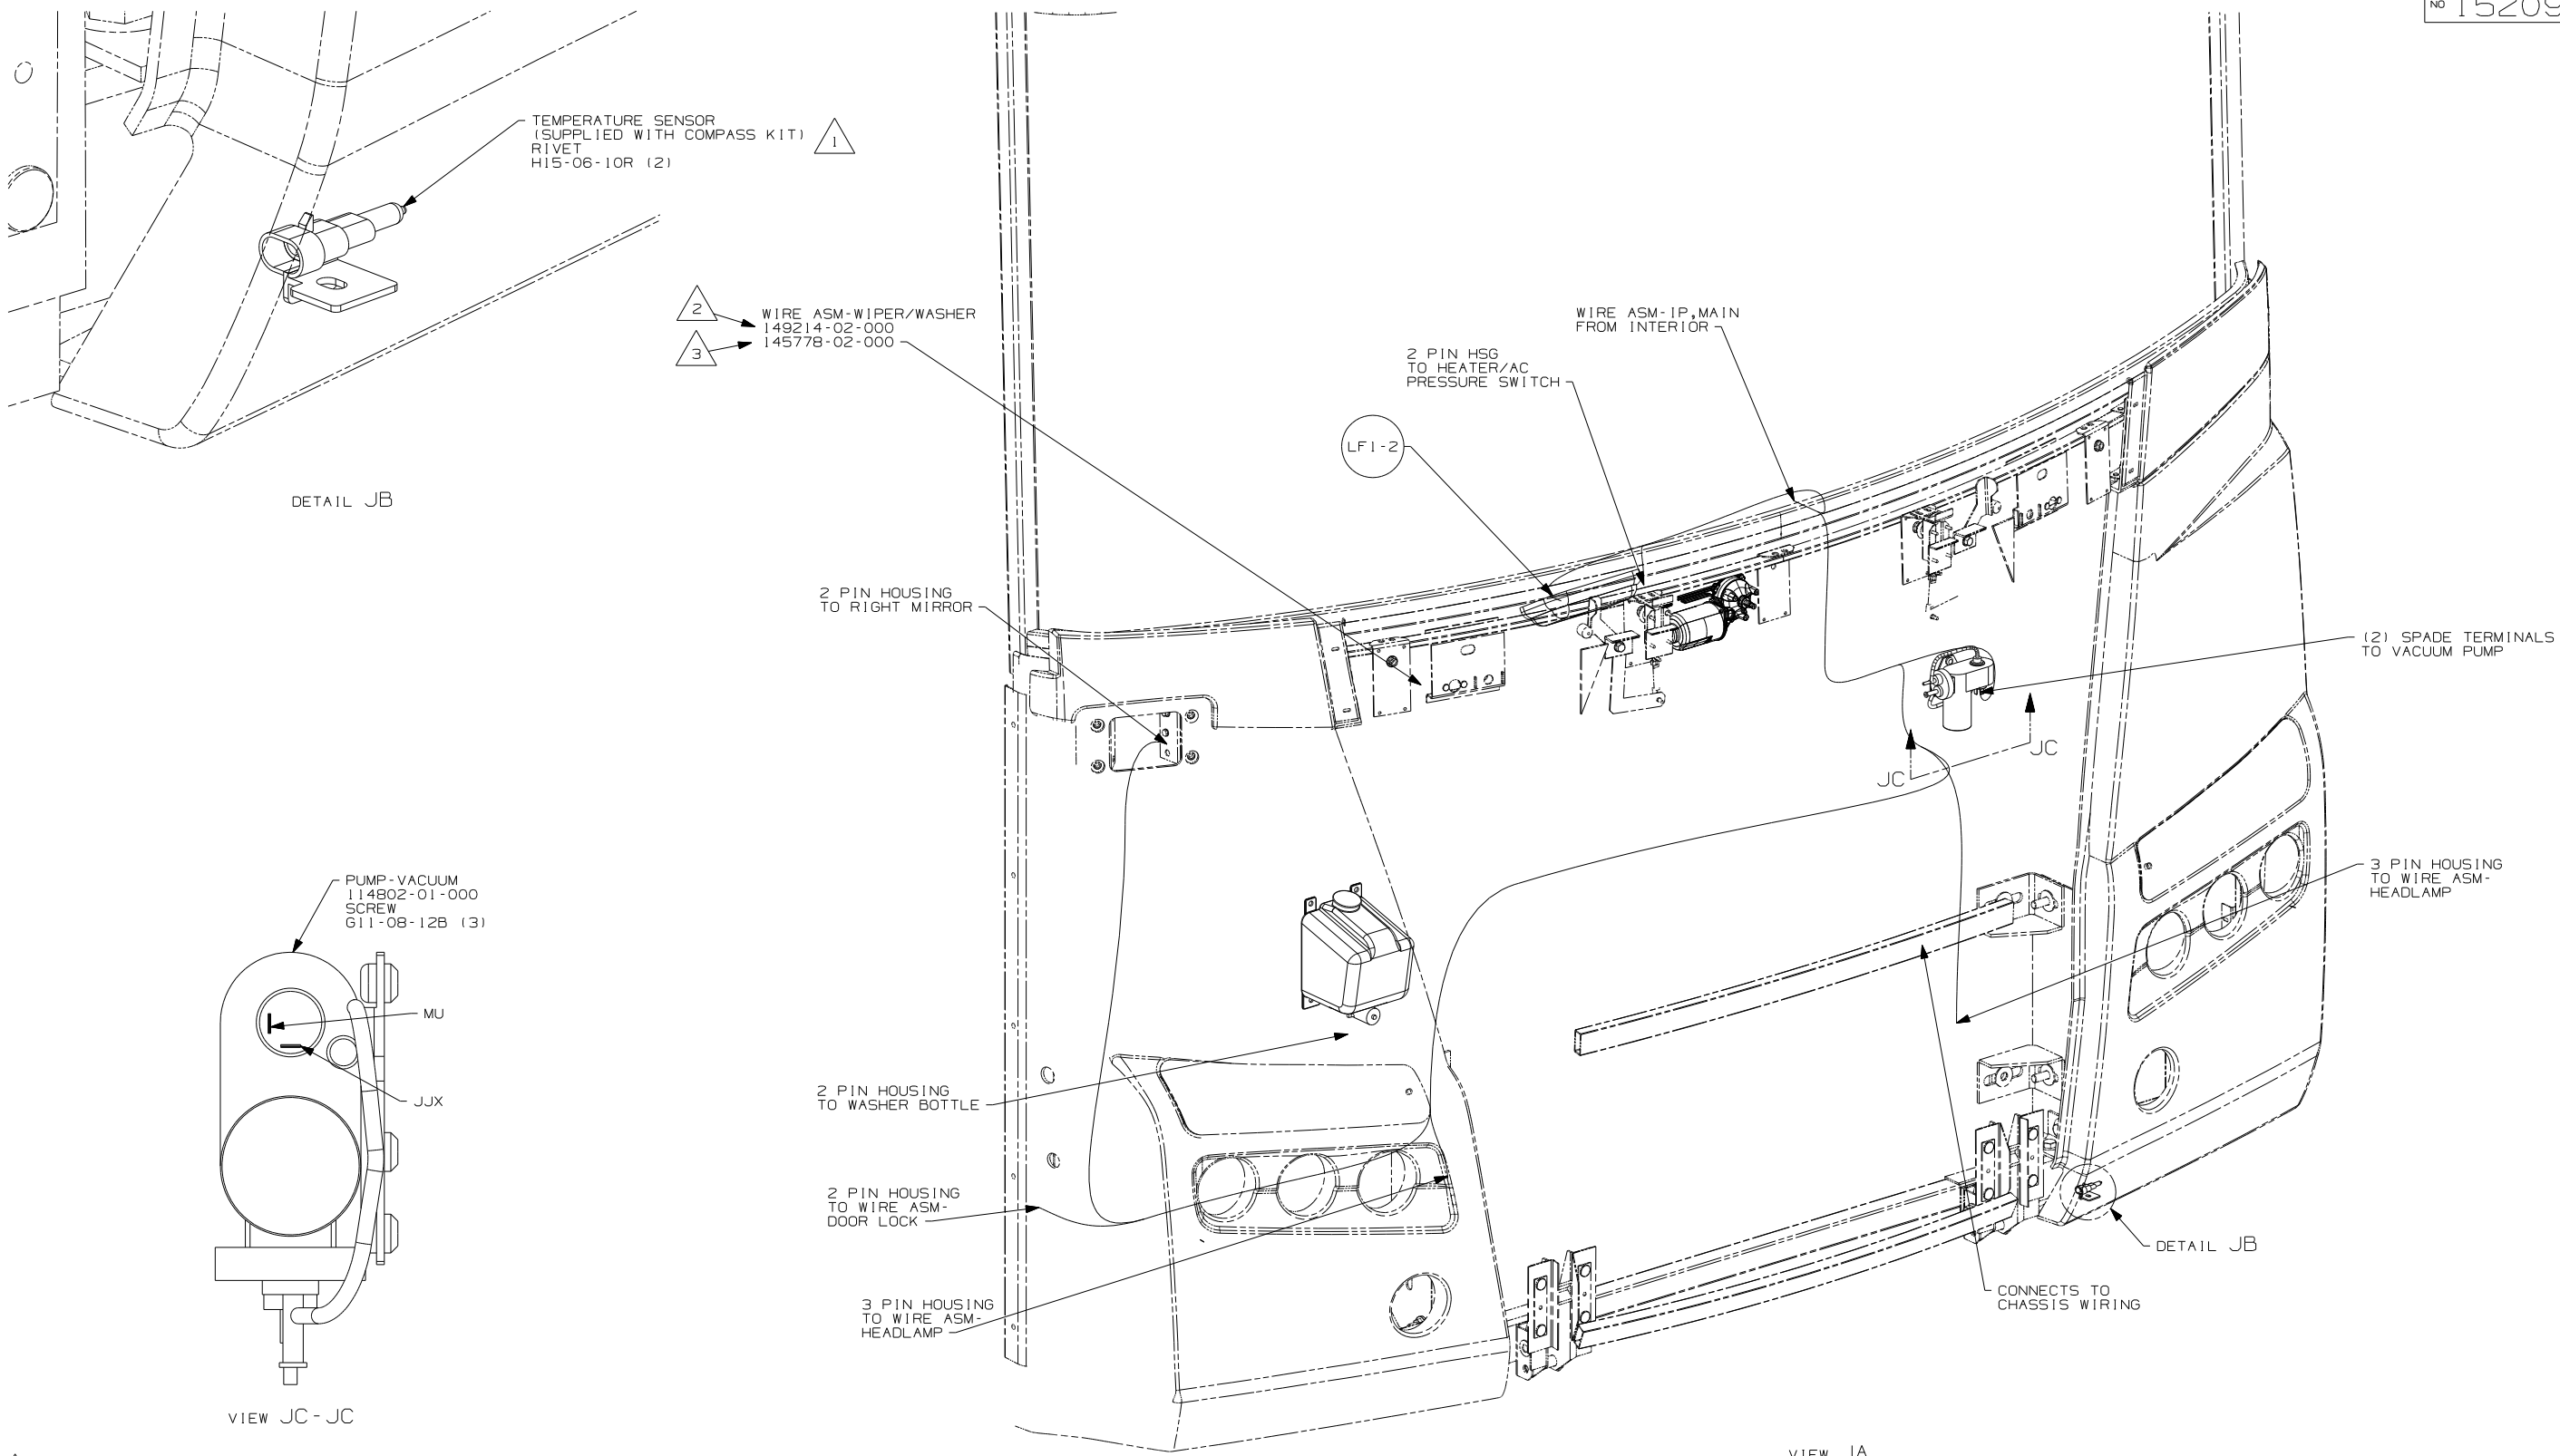 NO
TEMPERATURE SENSOR
(SUPPLIED WITH COMPASS KIT)
RIVET
H15-06-10R (2)
1
DETAIL JB
2
3
WIRE ASM-WIPER/WASHER
149214-02-000
145778-02-000
WIRE ASM-IP,MAIN
FROM INTERIOR
2 PIN HSG
TO HEATER/AC
PRESSURE SWITCH
LF1-2
2 PIN HOUSING
TO RIGHT MIRROR
(2) SPADE TERMINALS
TO VACUUM PUMP
JC
JC
PUMP-VACUUM
114802-01-000
SCREW
G11-08-12B (3)
MU
JJX
VIEW JC-JC
3 PIN HOUSING
TO WIRE ASM-
HEADLAMP
2 PIN HOUSING
TO WASHER BOTTLE
2 PIN HOUSING
TO WIRE ASM-
DOOR LOCK
3 PIN HOUSING
TO WIRE ASM-
HEADLAMP
DETAIL JB
CONNECTS TO
CHASSIS WIRING
VIEW JA